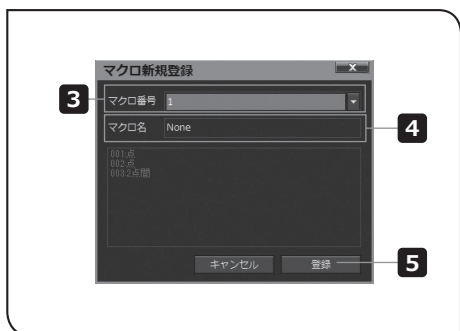 マクロ新規登録
3
マクロ番号 1
マクロ名 None
4
001:点
002:点
003:2点間
キャンセル 登録
5